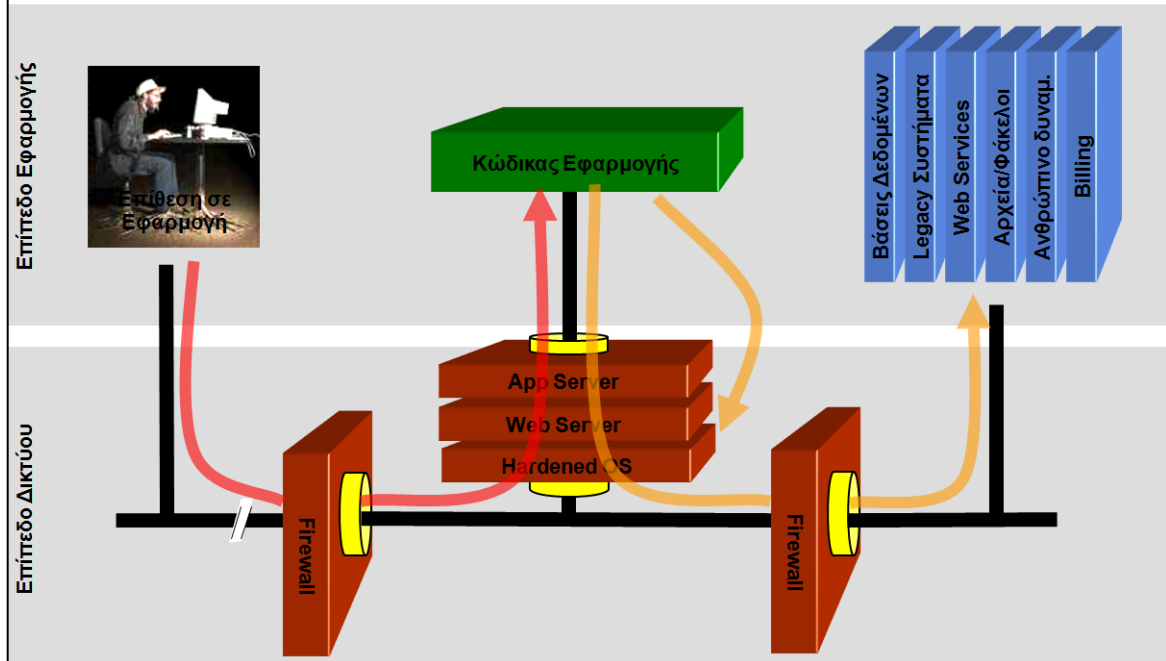 Επίπεδο Εφαρμογής
Επίθεση σε
Εφαρμογή
Κώδικας Εφαρμογής
Βάσεις Δεδομένων
Legacy Συστήματα
Web Services
Αρχεία/Φάκελοι
Ανθρώπινο δυναμ.
Billing
Επίπεδο Δικτύου
App Server
Web Server
Hardened OS
Firewall
Firewall